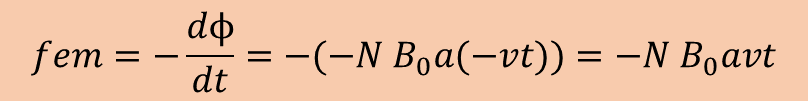 fem = − dϕ/dt = −(−N B₀a(−vt)) = −N B₀avt